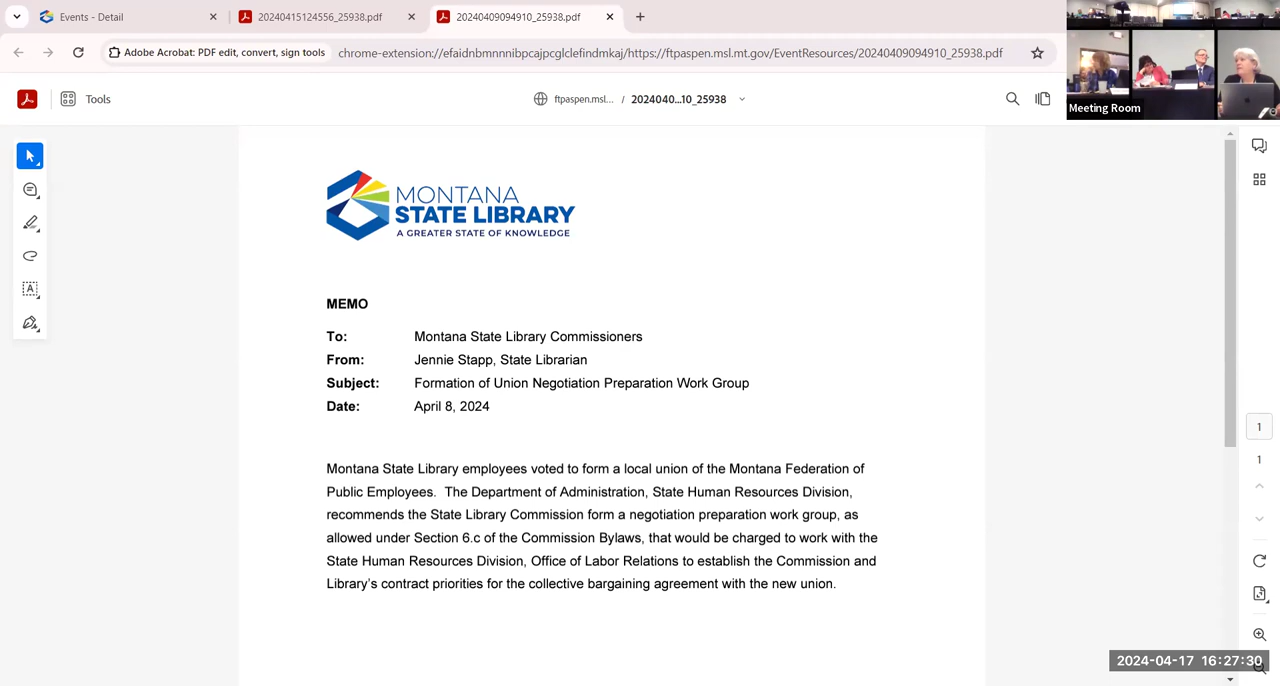 Events - Detail
20240415124556_25938.pdf
20240409094910_25938.pdf
Adobe Acrobat: PDF edit, convert, sign tools
chrome-extension://efaidnbmnnnibpcajpcglclefindmkaj/https://ftpaspen.msl.mt.gov/EventResources/20240409094910_25938.pdf
Meeting Room
Tools
ftpaspen.msl... / 2024040...10_25938
MONTANA
STATE LIBRARY
A GREATER STATE OF KNOWLEDGE
MEMO
To: Montana State Library Commissioners
From: Jennie Stapp, State Librarian
Subject: Formation of Union Negotiation Preparation Work Group
Date: April 8, 2024
Montana State Library employees voted to form a local union of the Montana Federation of
Public Employees. The Department of Administration, State Human Resources Division,
recommends the State Library Commission form a negotiation preparation work group, as
allowed under Section 6.c of the Commission Bylaws, that would be charged to work with the
State Human Resources Division, Office of Labor Relations to establish the Commission and
Library's contract priorities for the collective bargaining agreement with the new union.
1
1
2024-04-17 16:27:30